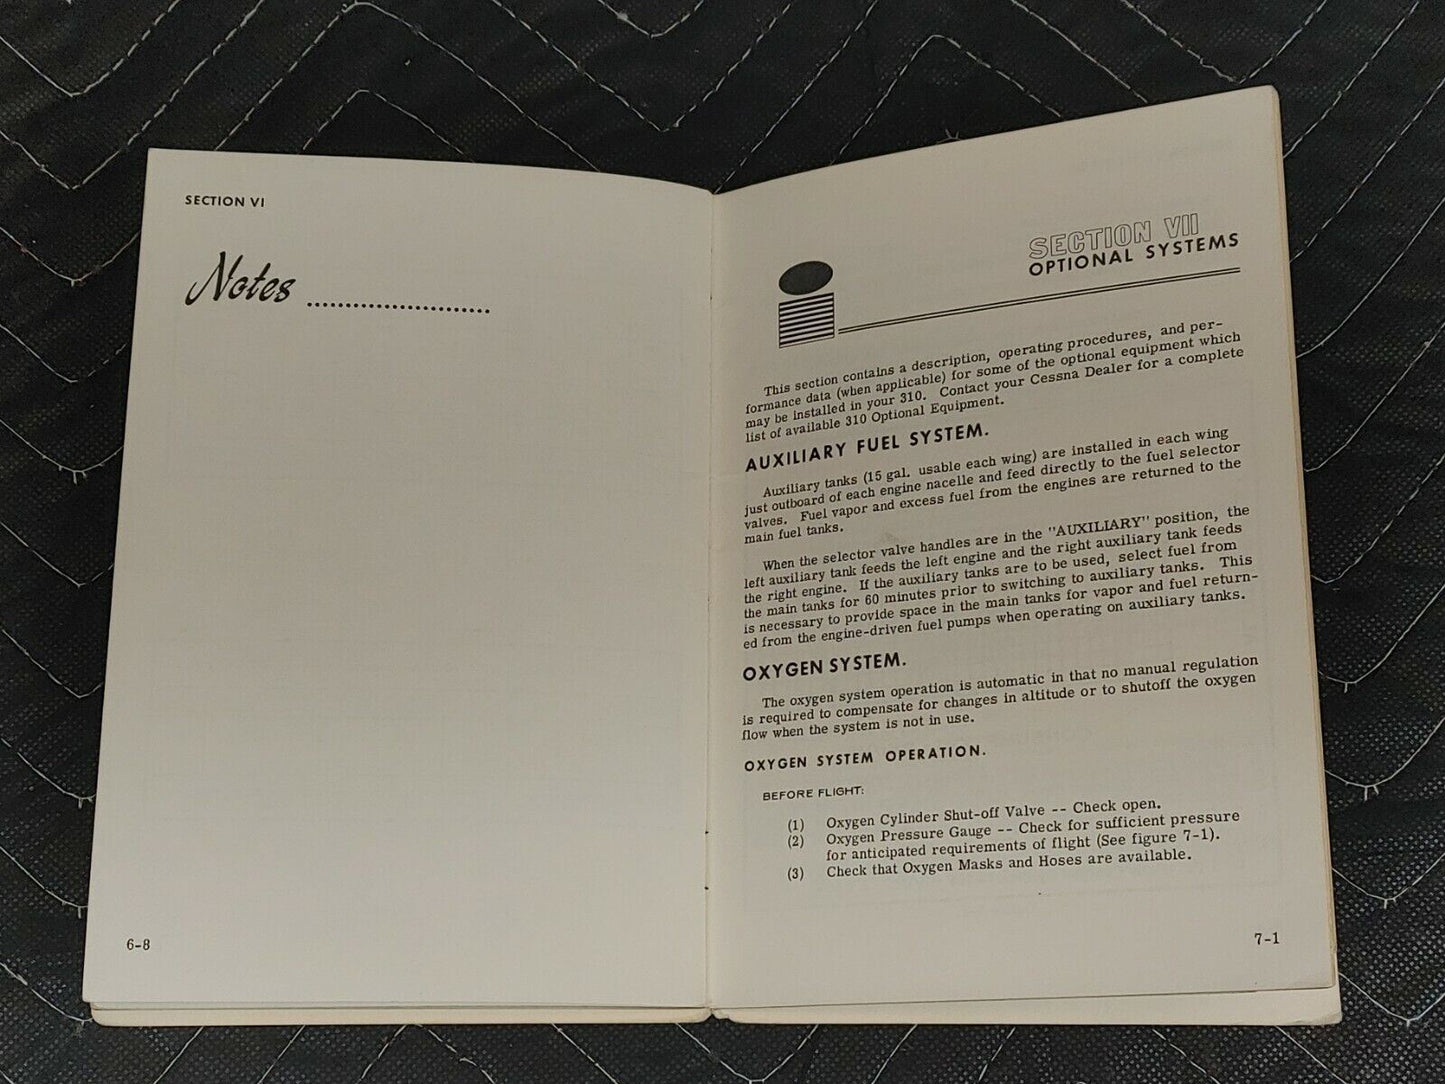 SECTION VI
Notes ........................
6-8
SECTION VII
OPTIONAL SYSTEMS
This section contains a description, operating procedures, and per-
formance data (when applicable) for some of the optional equipment which
may be installed in your 310. Contact your Cessna Dealer for a complete
list of available 310 Optional Equipment.
AUXILIARY FUEL SYSTEM.
Auxiliary tanks (15 gal. usable each wing) are installed in each wing
just outboard of each engine nacelle and feed directly to the fuel selector
valves. Fuel vapor and excess fuel from the engines are returned to the
main fuel tanks.
When the selector valve handles are in the "AUXILIARY" position, the
left auxiliary tank feeds the left engine and the right auxiliary tank feeds
the right engine. If the auxiliary tanks are to be used, select fuel from
the main tanks for 60 minutes prior to switching to auxiliary tanks. This
is necessary to provide space in the main tanks for vapor and fuel return-
ed from the engine-driven fuel pumps when operating on auxiliary tanks.
OXYGEN SYSTEM.
The oxygen system operation is automatic in that no manual regulation
is required to compensate for changes in altitude or to shutoff the oxygen
flow when the system is not in use.
OXYGEN SYSTEM OPERATION.
BEFORE FLIGHT:
(1) Oxygen Cylinder Shut-off Valve -- Check open.
(2) Oxygen Pressure Gauge -- Check for sufficient pressure
for anticipated requirements of flight (See figure 7-1).
(3) Check that Oxygen Masks and Hoses are available.
7-1